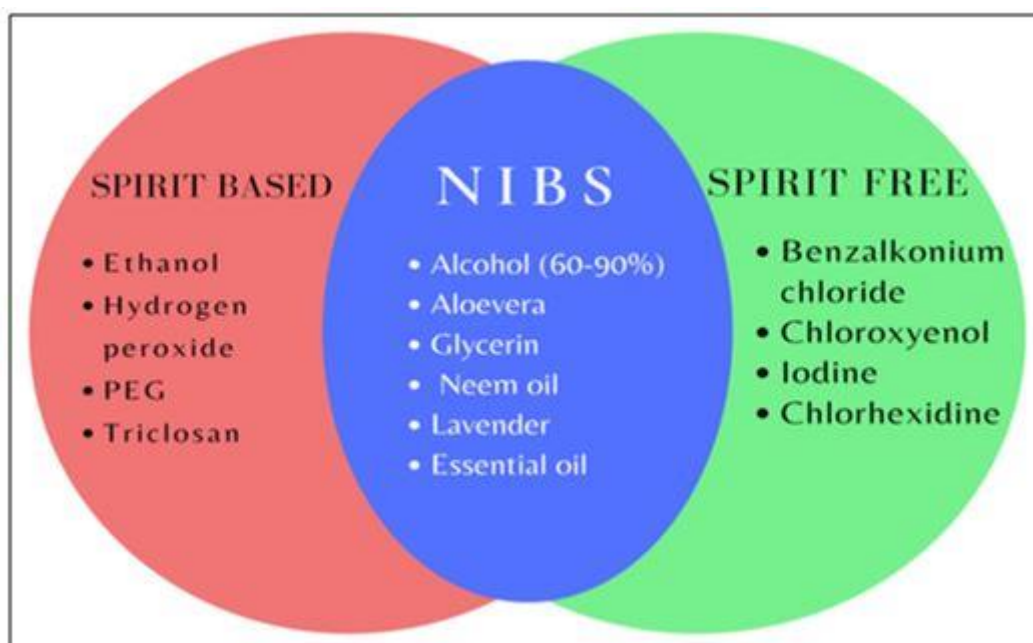 SPIRIT BASED
• Ethanol
• Hydrogen
peroxide
• PEG
• Triclosan
NIBS
• Alcohol (60-90%)
• Aloevera
• Glycerin
• Neem oil
• Lavender
• Essential oil
SPIRIT FREE
• Benzalkonium
chloride
• Chloroxyenol
• Iodine
• Chlorhexidine